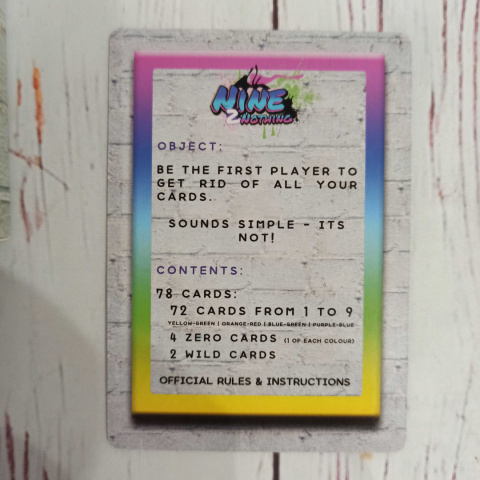 NINE
2 NOTHING
OBJECT:
BE THE FIRST PLAYER TO
GET RID OF ALL YOUR
CARDS.
SOUNDS SIMPLE - ITS
NOT!
CONTENTS:
78 CARDS:
72 CARDS FROM 1 TO 9
YELLOW-GREEN | ORANGE-RED | BLUE-GREEN | PURPLE-BLUE
4 ZERO CARDS (1 OF EACH COLOUR)
2 WILD CARDS
OFFICIAL RULES & INSTRUCTIONS